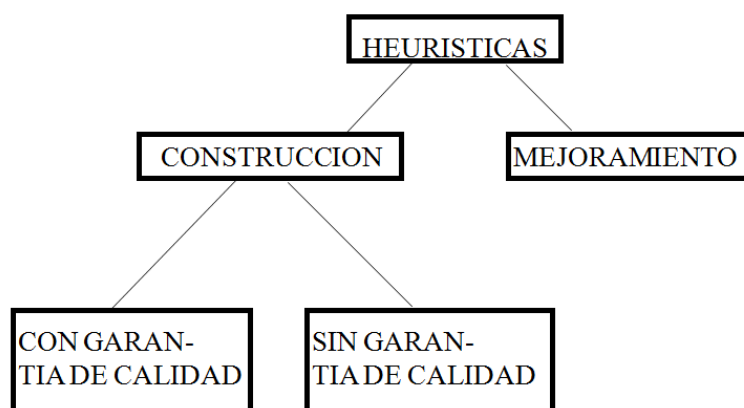 HEURISTICAS
CONSTRUCCION
MEJORAMIENTO
CON GARAN-
TIA DE CALIDAD
SIN GARAN-
TIA DE CALIDAD